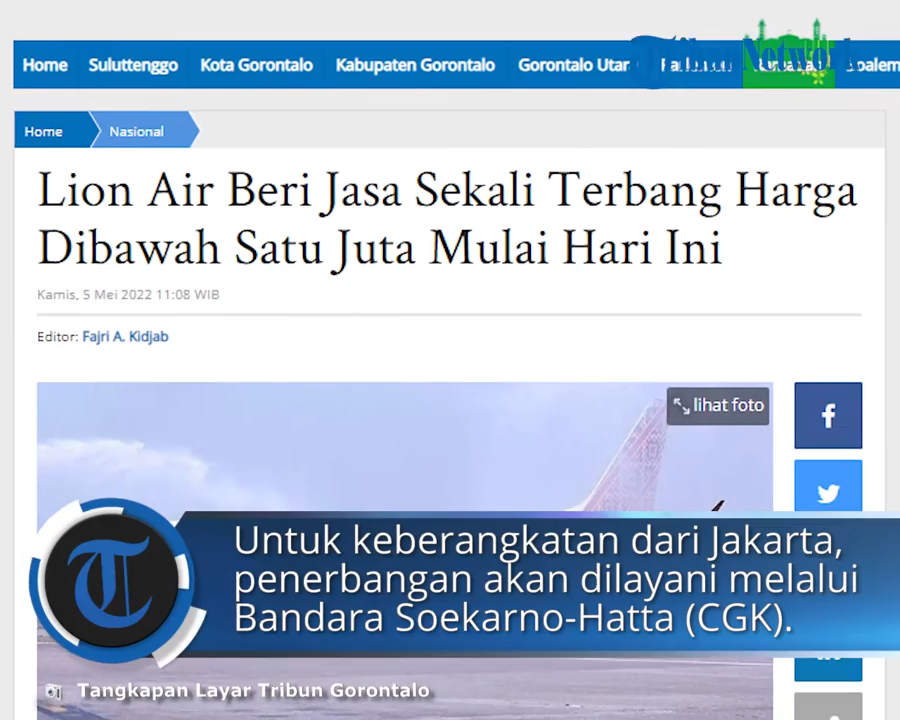 Tribun Network
Home Suluttenggo Kota Gorontalo Kabupaten Gorontalo Gorontalo Utar
Home Nasional
Lion Air Beri Jasa Sekali Terbang Harga
Dibawah Satu Juta Mulai Hari Ini
Kamis, 5 Mei 2022 11:08 WIB
Editor: Fajri A. Kidjab
lihat foto
Untuk keberangkatan dari Jakarta,
penerbangan akan dilayani melalui
Bandara Soekarno-Hatta (CGK).
Tangkapan Layar Tribun Gorontalo